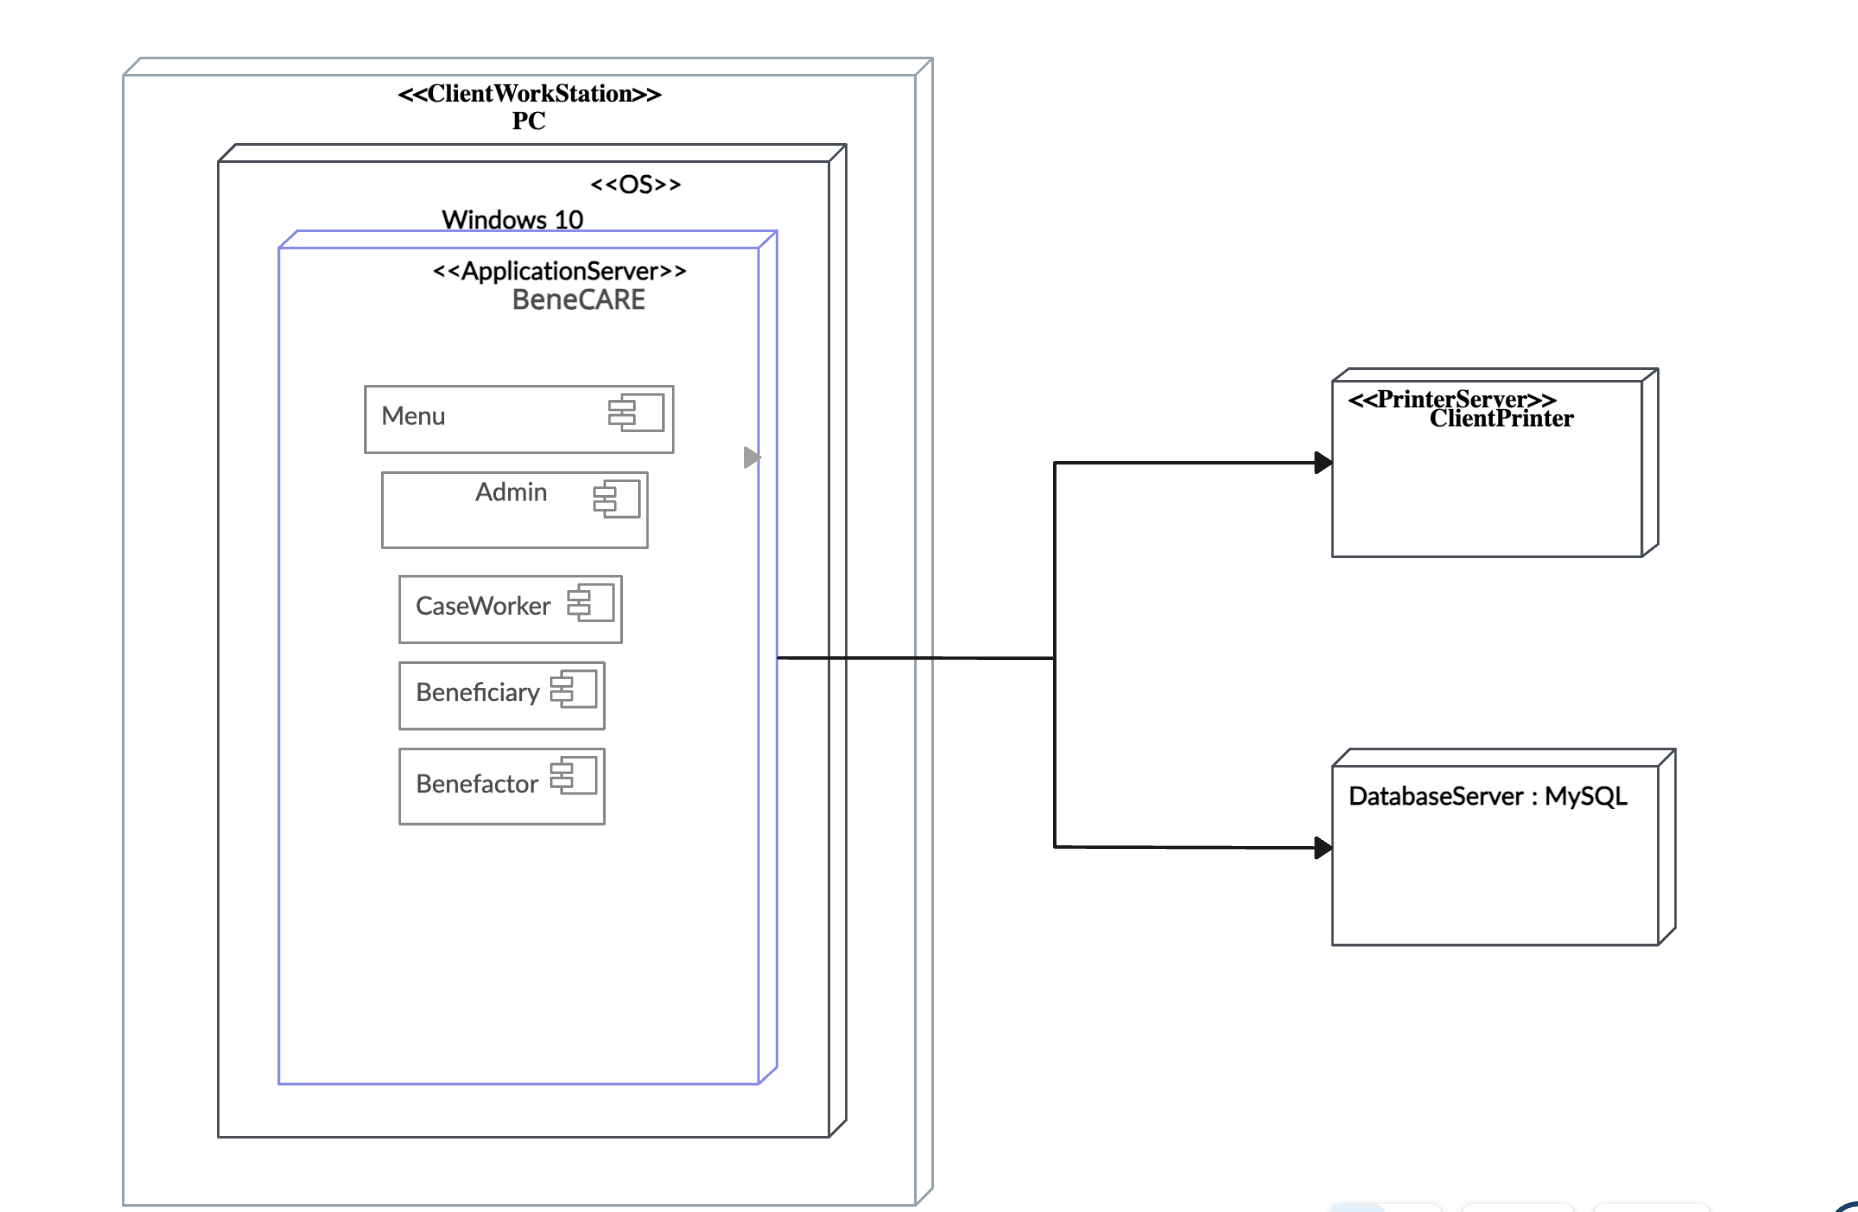 <<ClientWorkStation>>
PC
<<OS>>
Windows 10
<<ApplicationServer>>
BeneCARE
Menu
Admin
CaseWorker
Beneficiary
Benefactor
<<PrinterServer>>
ClientPrinter
DatabaseServer : MySQL